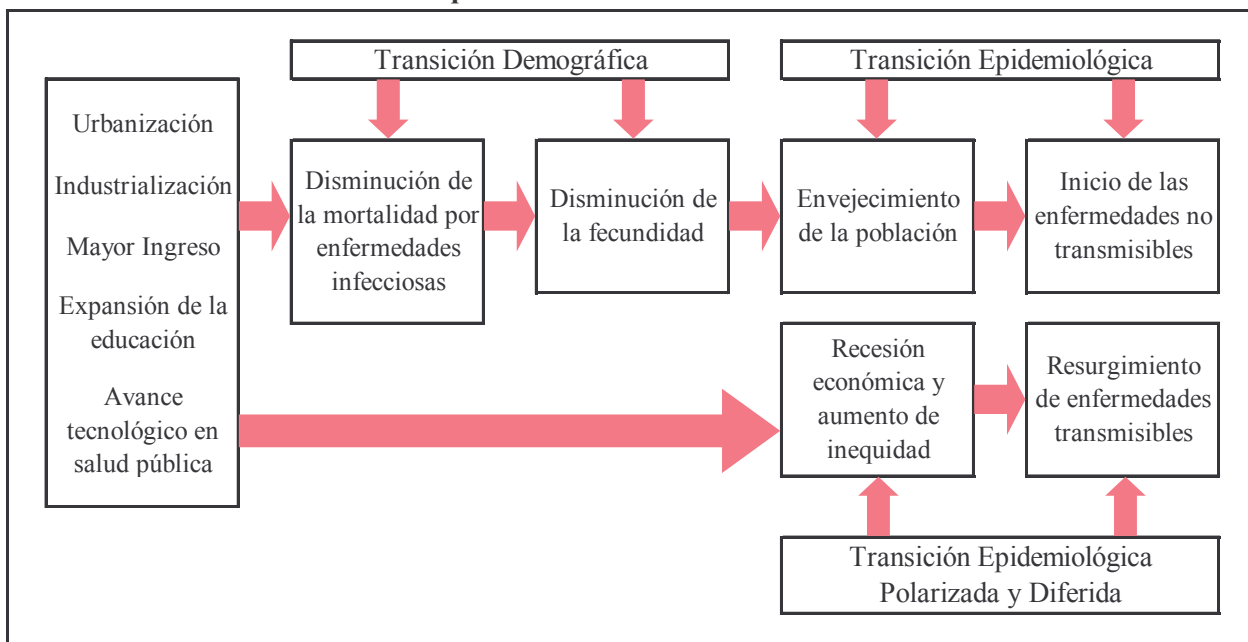 Transición Demográfica
Transición Epidemiológica
Urbanización
Industrialización
Mayor Ingreso
Expansión de la
educación
Avance
tecnológico en
salud pública
Disminución de
la mortalidad por
enfermedades
infecciosas
Disminución de
la fecundidad
Envejecimiento
de la población
Inicio de las
enfermedades no
transmisibles
Recesión
económica y
aumento de
inequidad
Resurgimiento
de enfermedades
transmisibles
Transición Epidemiológica
Polarizada y Diferida